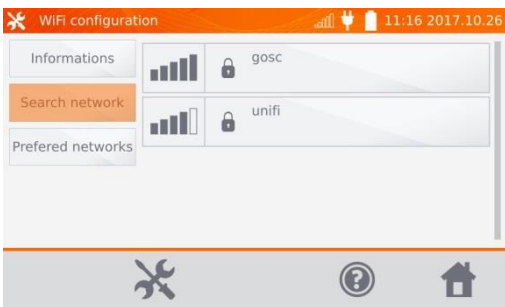 WiFi configuration
11:16 2017.10.26
Informations
Search network
Prefered networks
gosc
unifi